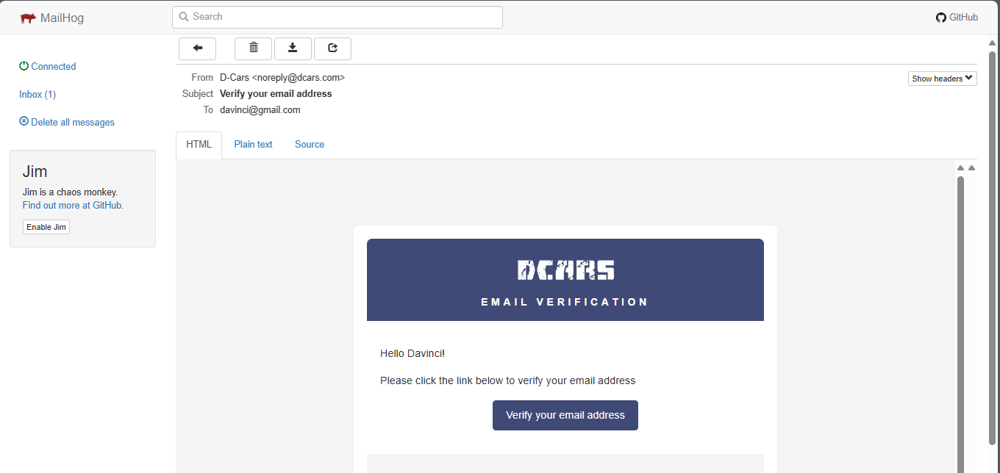 MailHog
Search
GitHub
Connected
Inbox (1)
Delete all messages
Jim
Jim is a chaos monkey.
Find out more at GitHub.
Enable Jim
From D-Cars <noreply@dcars.com>
Show headers
Subject Verify your email address
To davinci@gmail.com
HTML Plain text Source
DCARS
EMAIL VERIFICATION
Hello Davinci!
Please click the link below to verify your email address
Verify your email address